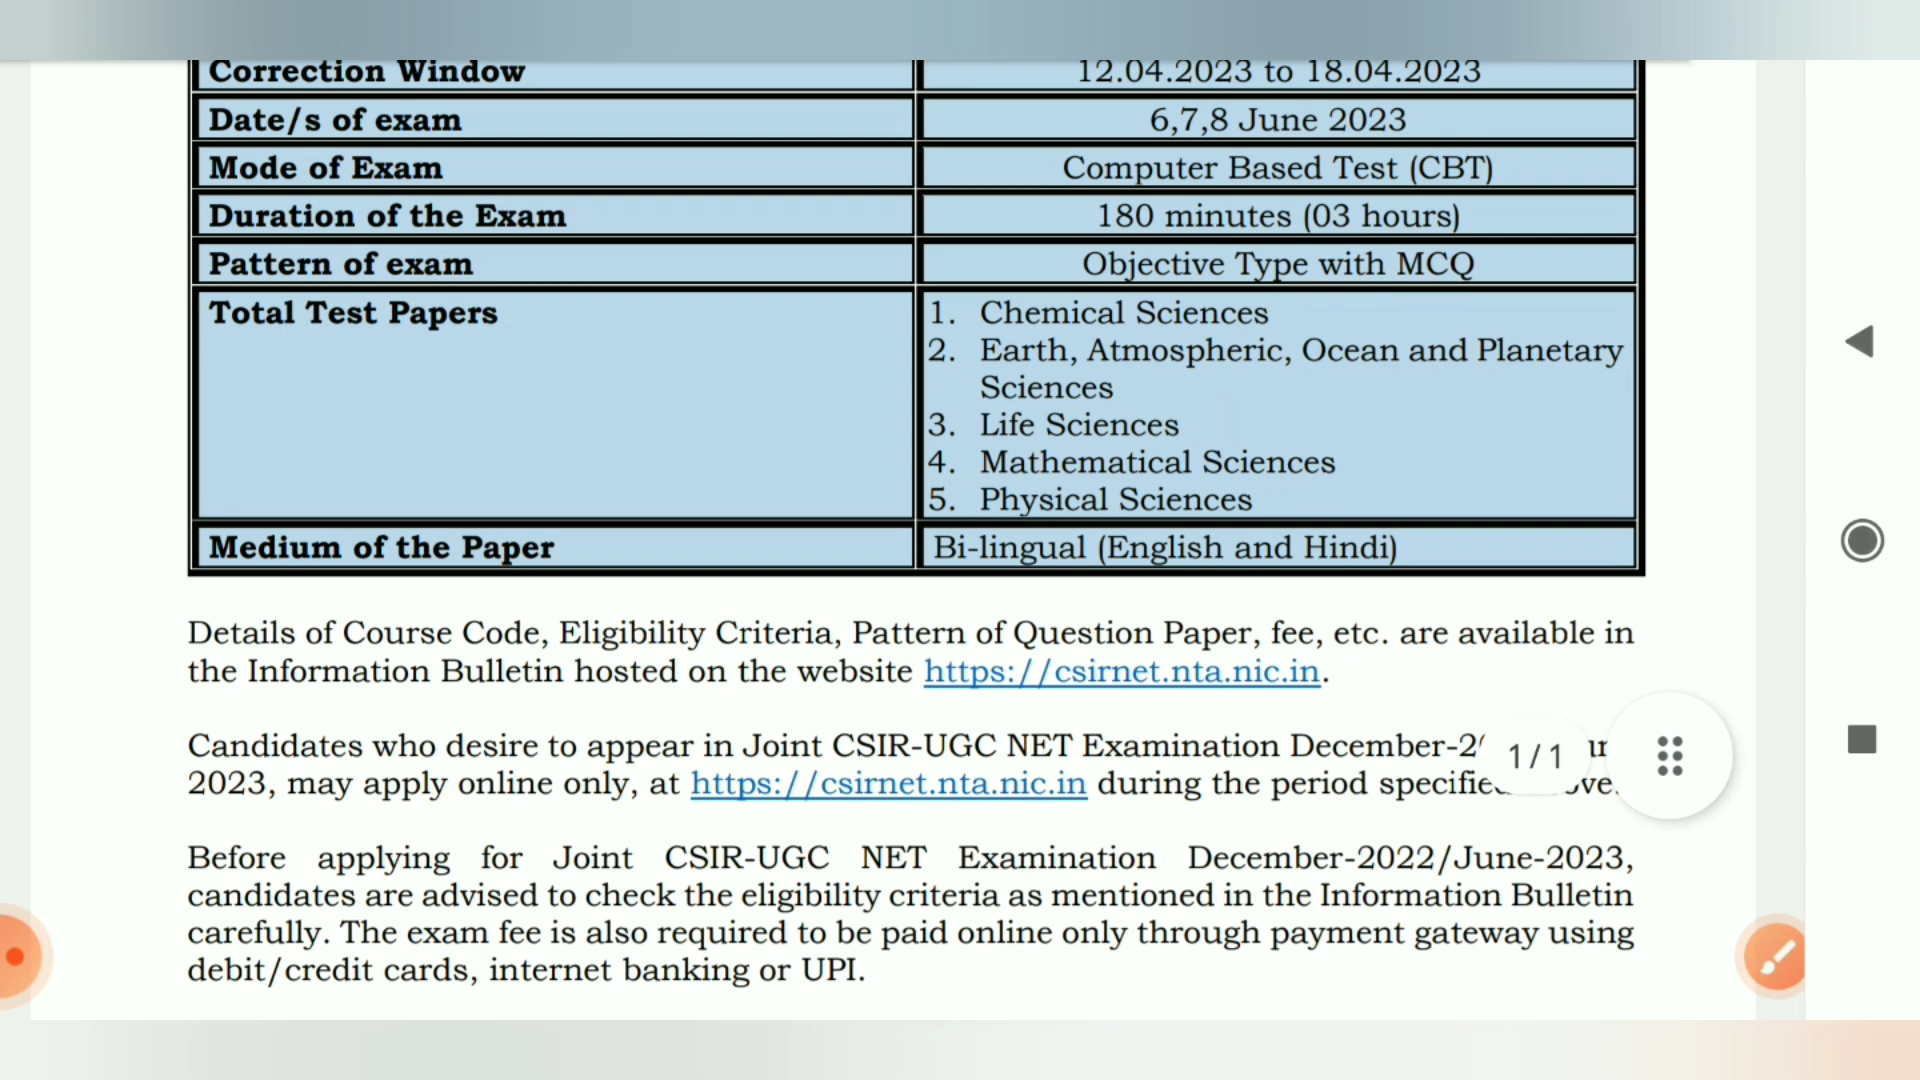 Correction Window 12.04.2023 to 18.04.2023
Date/s of exam 6,7,8 June 2023
Mode of Exam Computer Based Test (CBT)
Duration of the Exam 180 minutes (03 hours)
Pattern of exam Objective Type with MCQ
Total Test Papers 1. Chemical Sciences
2. Earth, Atmospheric, Ocean and Planetary
Sciences
3. Life Sciences
4. Mathematical Sciences
5. Physical Sciences
Medium of the Paper Bi-lingual (English and Hindi)
Details of Course Code, Eligibility Criteria, Pattern of Question Paper, fee, etc. are available in
the Information Bulletin hosted on the website https://csirnet.nta.nic.in.
Candidates who desire to appear in Joint CSIR-UGC NET Examination
1/1
2023, may apply online only, at https://csirnet.nta.nic.in during the period
Before applying for Joint CSIR-UGC NET Examination December-2022/June-2023,
candidates are advised to check the eligibility criteria as mentioned in the Information Bulletin
carefully. The exam fee is also required to be paid online only through payment gateway using
debit/credit cards, internet banking or UPI.